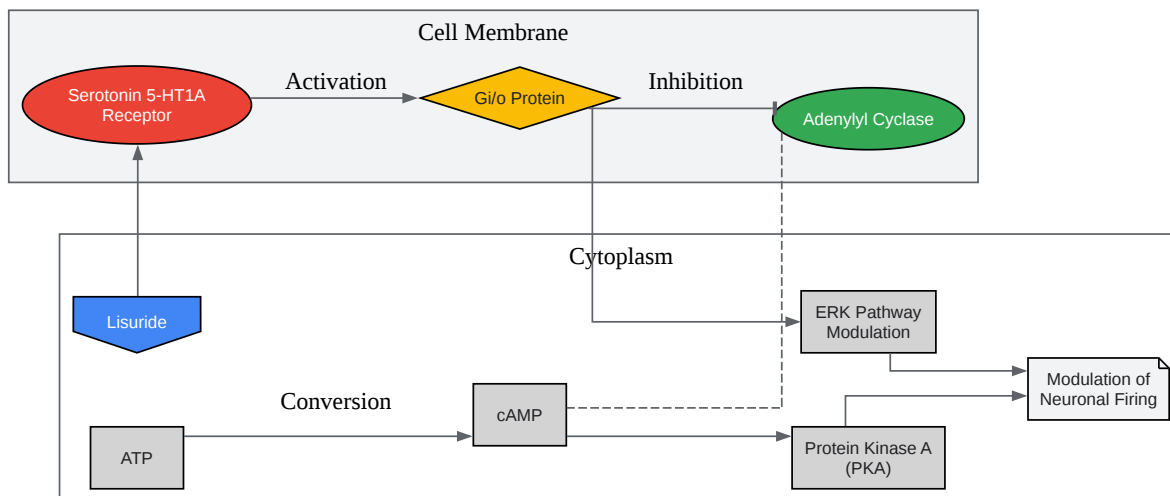 Cell Membrane
Activation
Inhibition
Serotonin 5-HT1A
Receptor
Gi/o Protein
Adenylyl Cyclase
Cytoplasm
Lisuride
ERK Pathway
Modulation
Modulation of
Neuronal Firing
Conversion
cAMP
ATP
Protein Kinase A
(PKA)